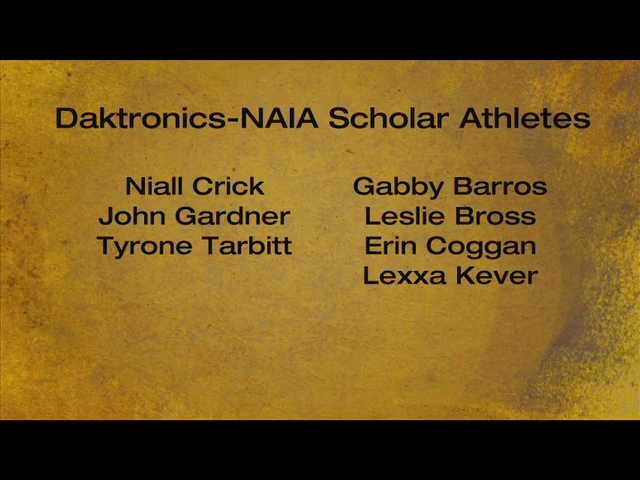 Daktronics-NAIA Scholar Athletes
Niall Crick
John Gardner
Tyrone Tarbitt
Gabby Barros
Leslie Bross
Erin Coggan
Lexxa Kever